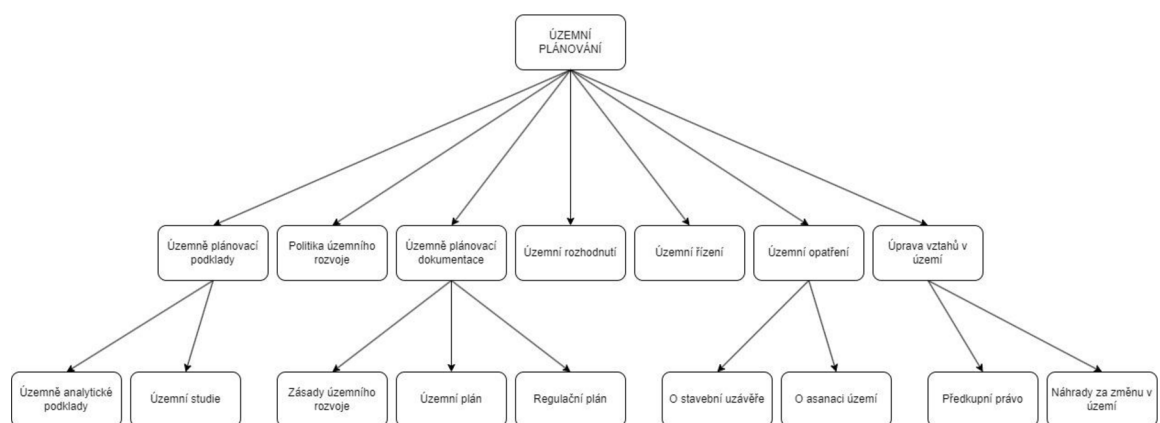 ÚZEMNÍ
PLÁNOVÁNÍ
Územně plánovací
podklady
Politika územního
rozvoje
Územně plánovací
dokumentace
Územní rozhodnutí
Územní řízení
Územní opatření
Úprava vztahů v
území
Územně analytické
podklady
Územní studie
Zásady územního
rozvoje
Územní plán
Regulační plán
O stavební uzávěře
O asanaci území
Předkupní právo
Náhrady za změnu v
území